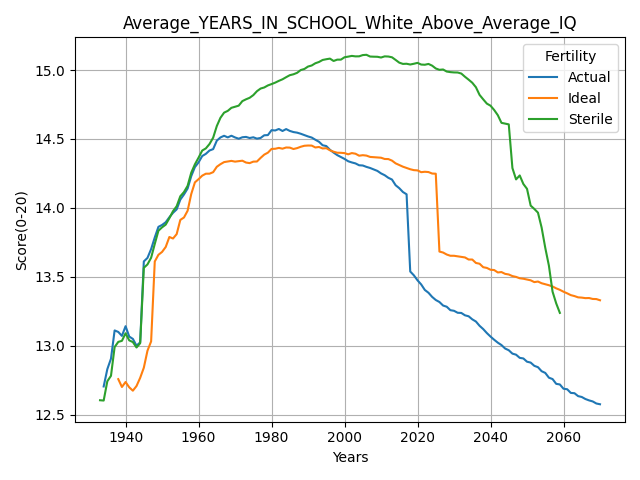 Average_YEARS_IN_SCHOOL_White_Above_Average_IQ
Fertility
Actual
Ideal
Sterile
Score(0-20)
15.0
14.5
14.0
13.5
13.0
12.5
1940 1960 1980 2000 2020 2040 2060
Years